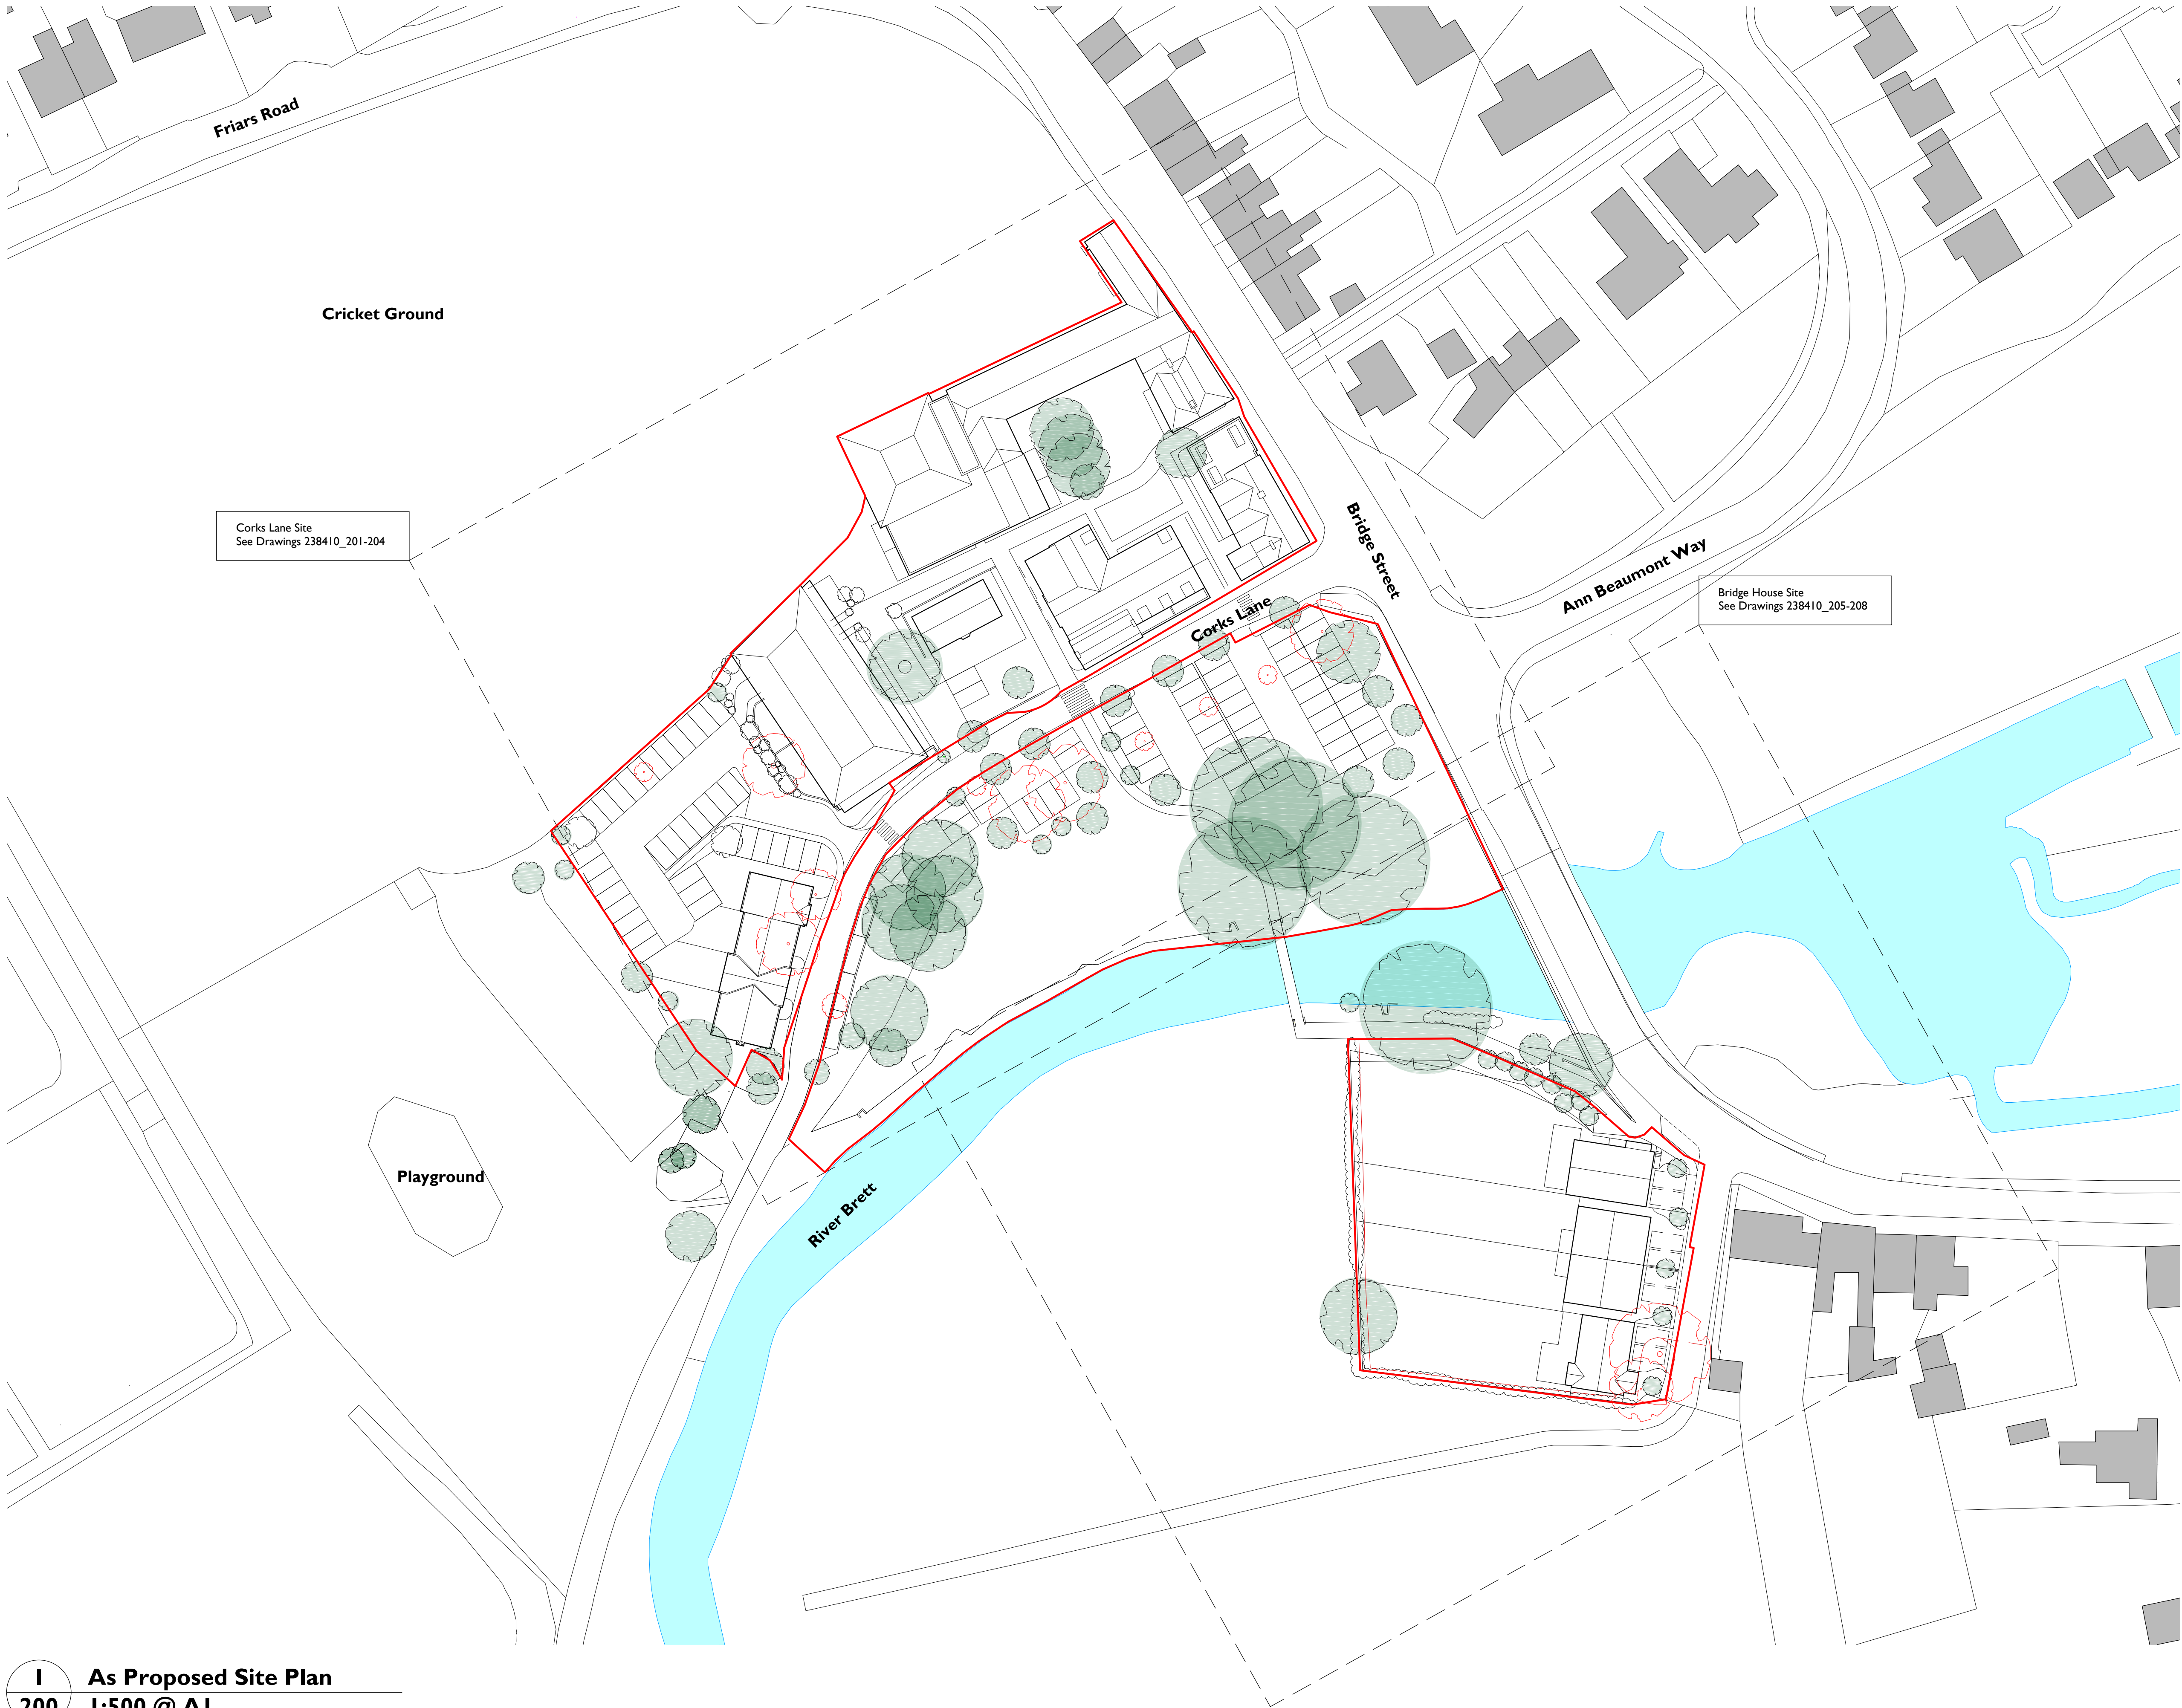 Friars Road
Cricket Ground
Corks Lane Site
See Drawings 238410_201-204
Bridge Street
Ann Beaumont Way
Bridge House Site
See Drawings 238410_205-208
Corks Lane
Playground
River Brett
1
As Proposed Site Plan
200
1:500 @ A1